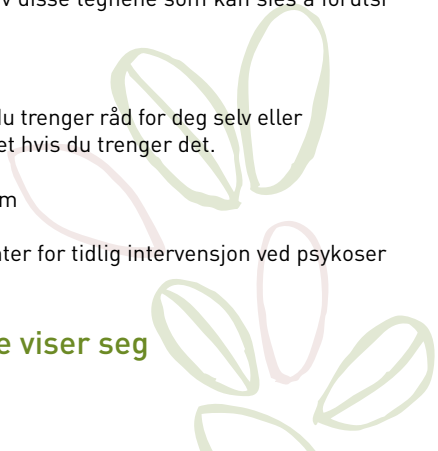 disse tegnene som kan sies å forutsi
du trenger råd for deg selv eller
et hvis du trenger det.
m
ter for tidlig intervensjon ved psykoser
e viser seg